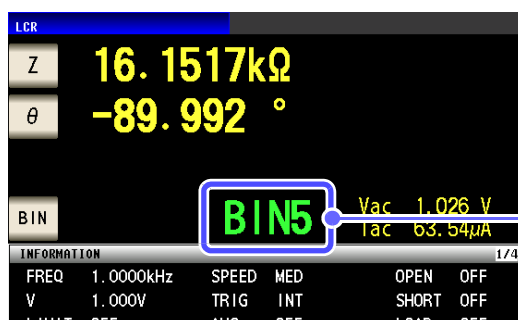 LCR
Z 16.1517kΩ
θ -89.992 °
BIN BIN5 Vac 1.026 V
Iac 63.54μA
INFORMATION 1/4
FREQ 1.0000kHz SPEED MED OPEN OFF
V 1.000V TRIG INT SHORT OFF